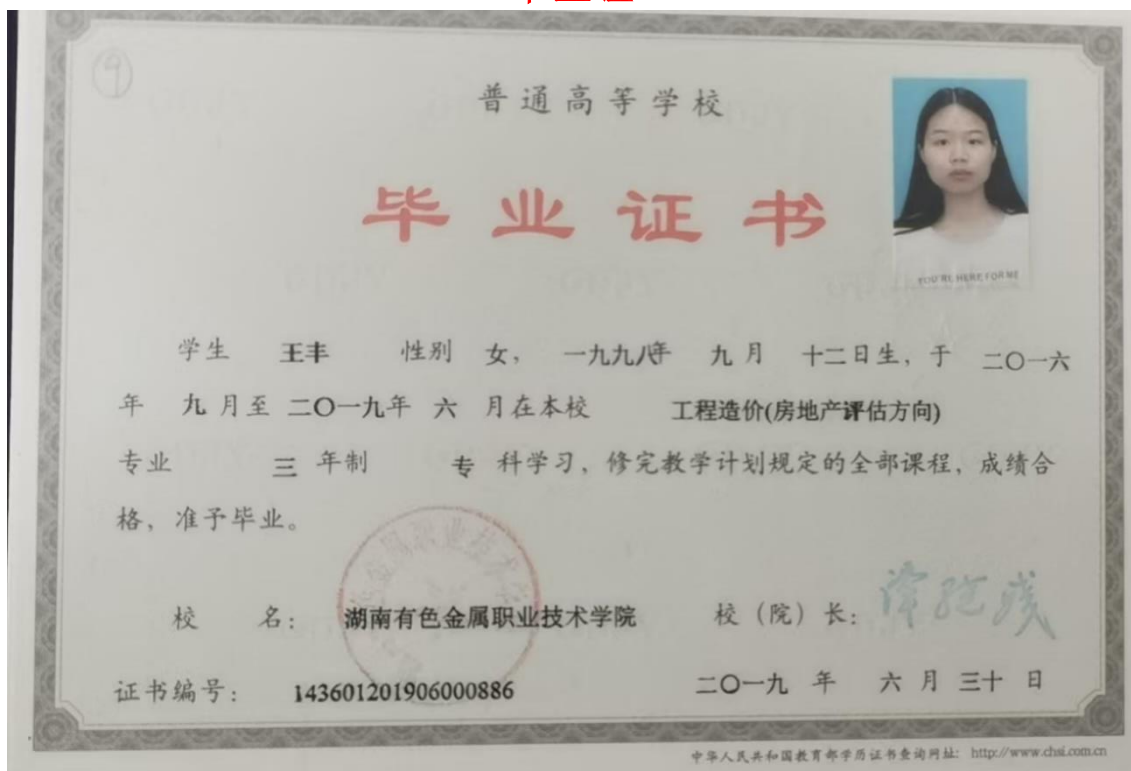 ⑨
普通高等学校
毕业证书
YOU'RE HERE FOR ME
学生 王丰 性别 女， 一九九八年 九 月 十二日生，于 二〇一六
年 九 月至 二〇一九年 六 月在本校 工程造价(房地产评估方向)
专业 三 年制 专 科学习，修完教学计划规定的全部课程，成绩合
格，准予毕业。
校 名： 湖南有色金属职业技术学院 校（院）长：
证书编号： 143601201906000886 二〇一九 年 六 月 三十 日
中华人民共和国教育部学历证书查询网址： http://www.chsi.com.cn